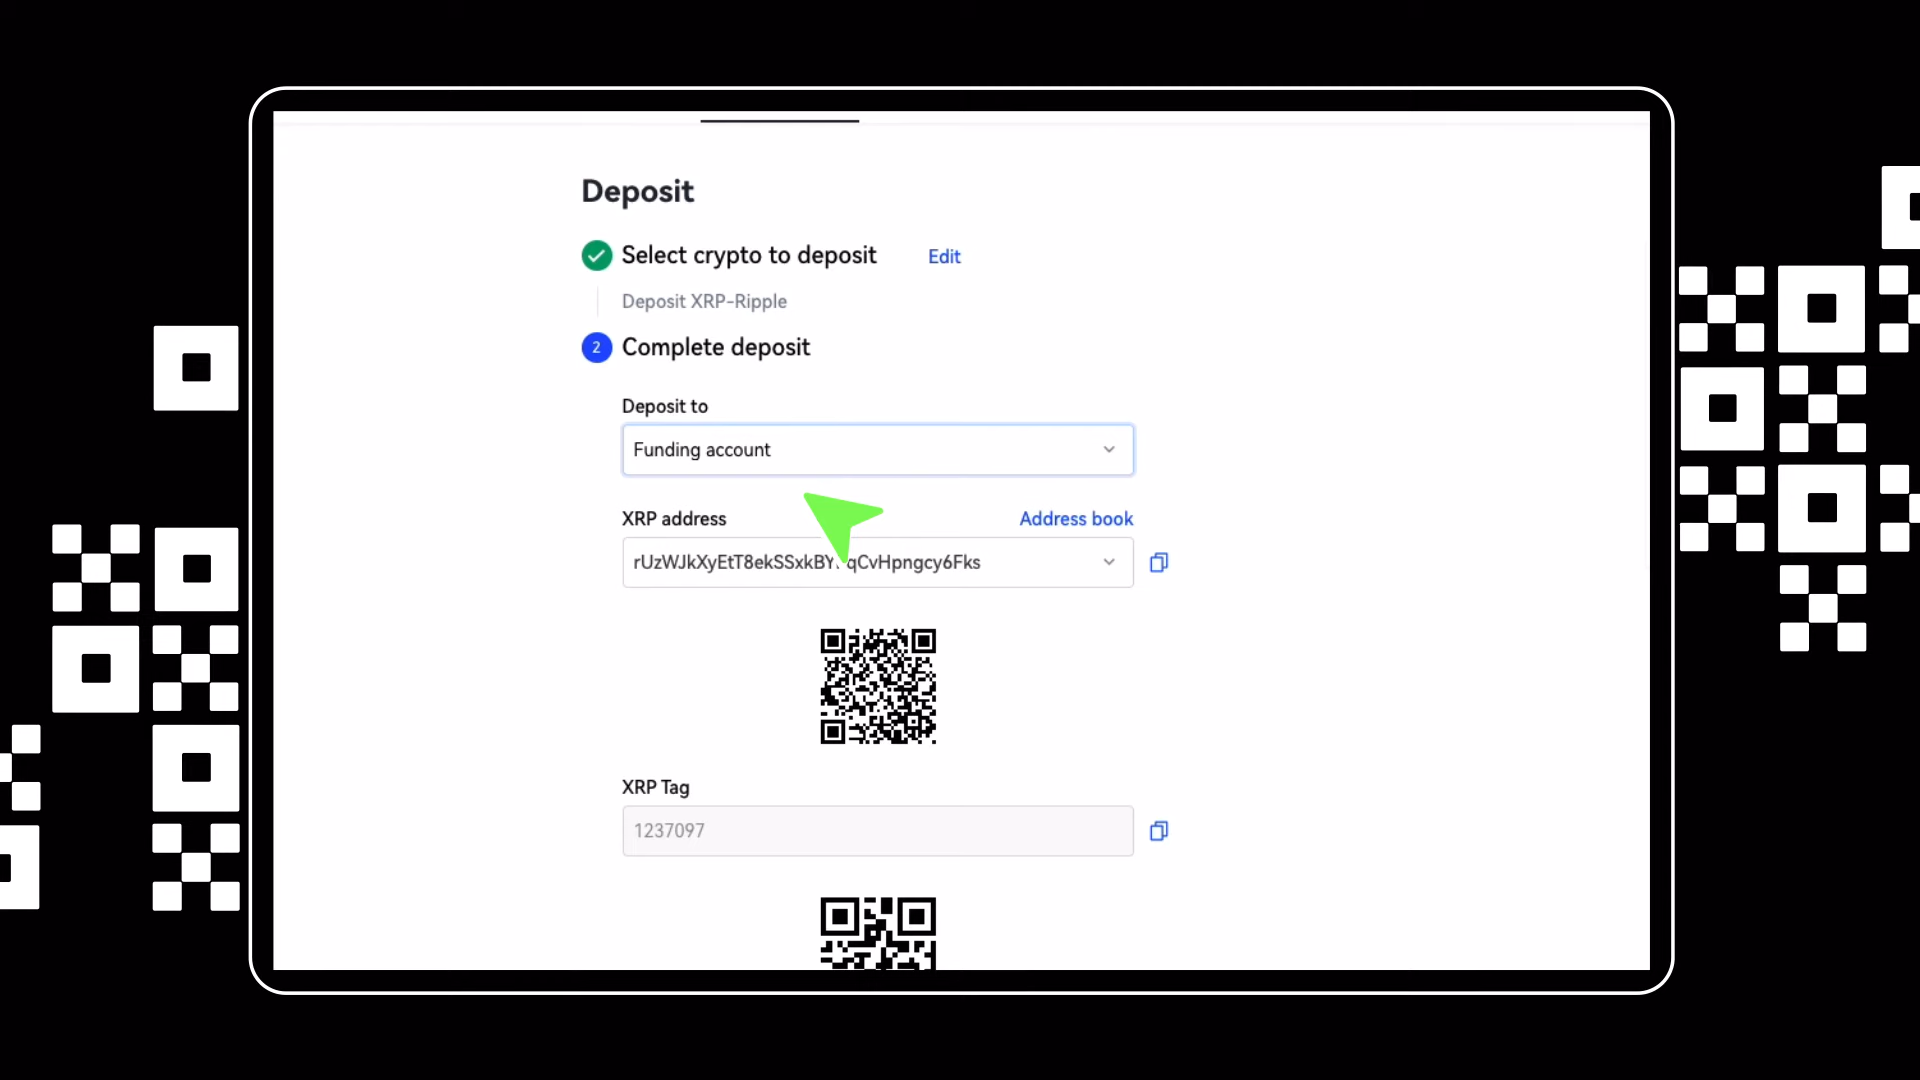 Deposit
Select crypto to deposit Edit
Deposit XRP-Ripple
2 Complete deposit
Deposit to
Funding account
XRP address Address book
XRP Tag
1237097